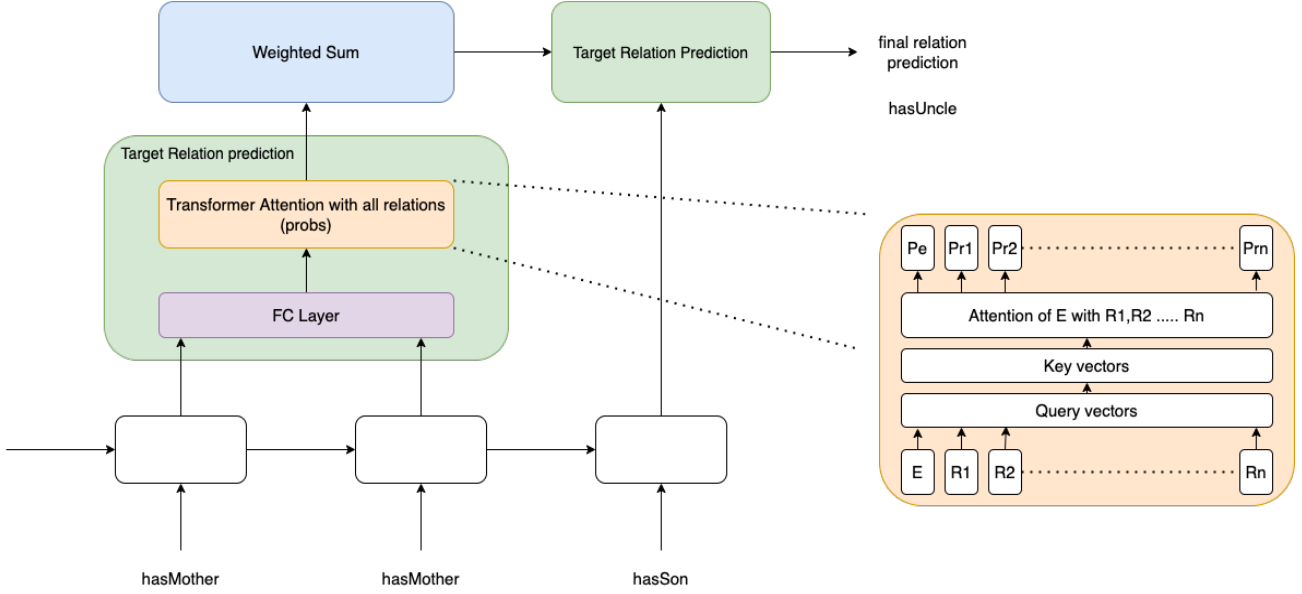 Weighted Sum
Target Relation Prediction
final relation
prediction
hasUncle
Target Relation prediction
Transformer Attention with all relations
(probs)
FC Layer
Pe Pr1 Pr2 Prn
Attention of E with R1,R2 ..... Rn
Key vectors
Query vectors
E R1 R2 Rn
hasMother hasMother hasSon